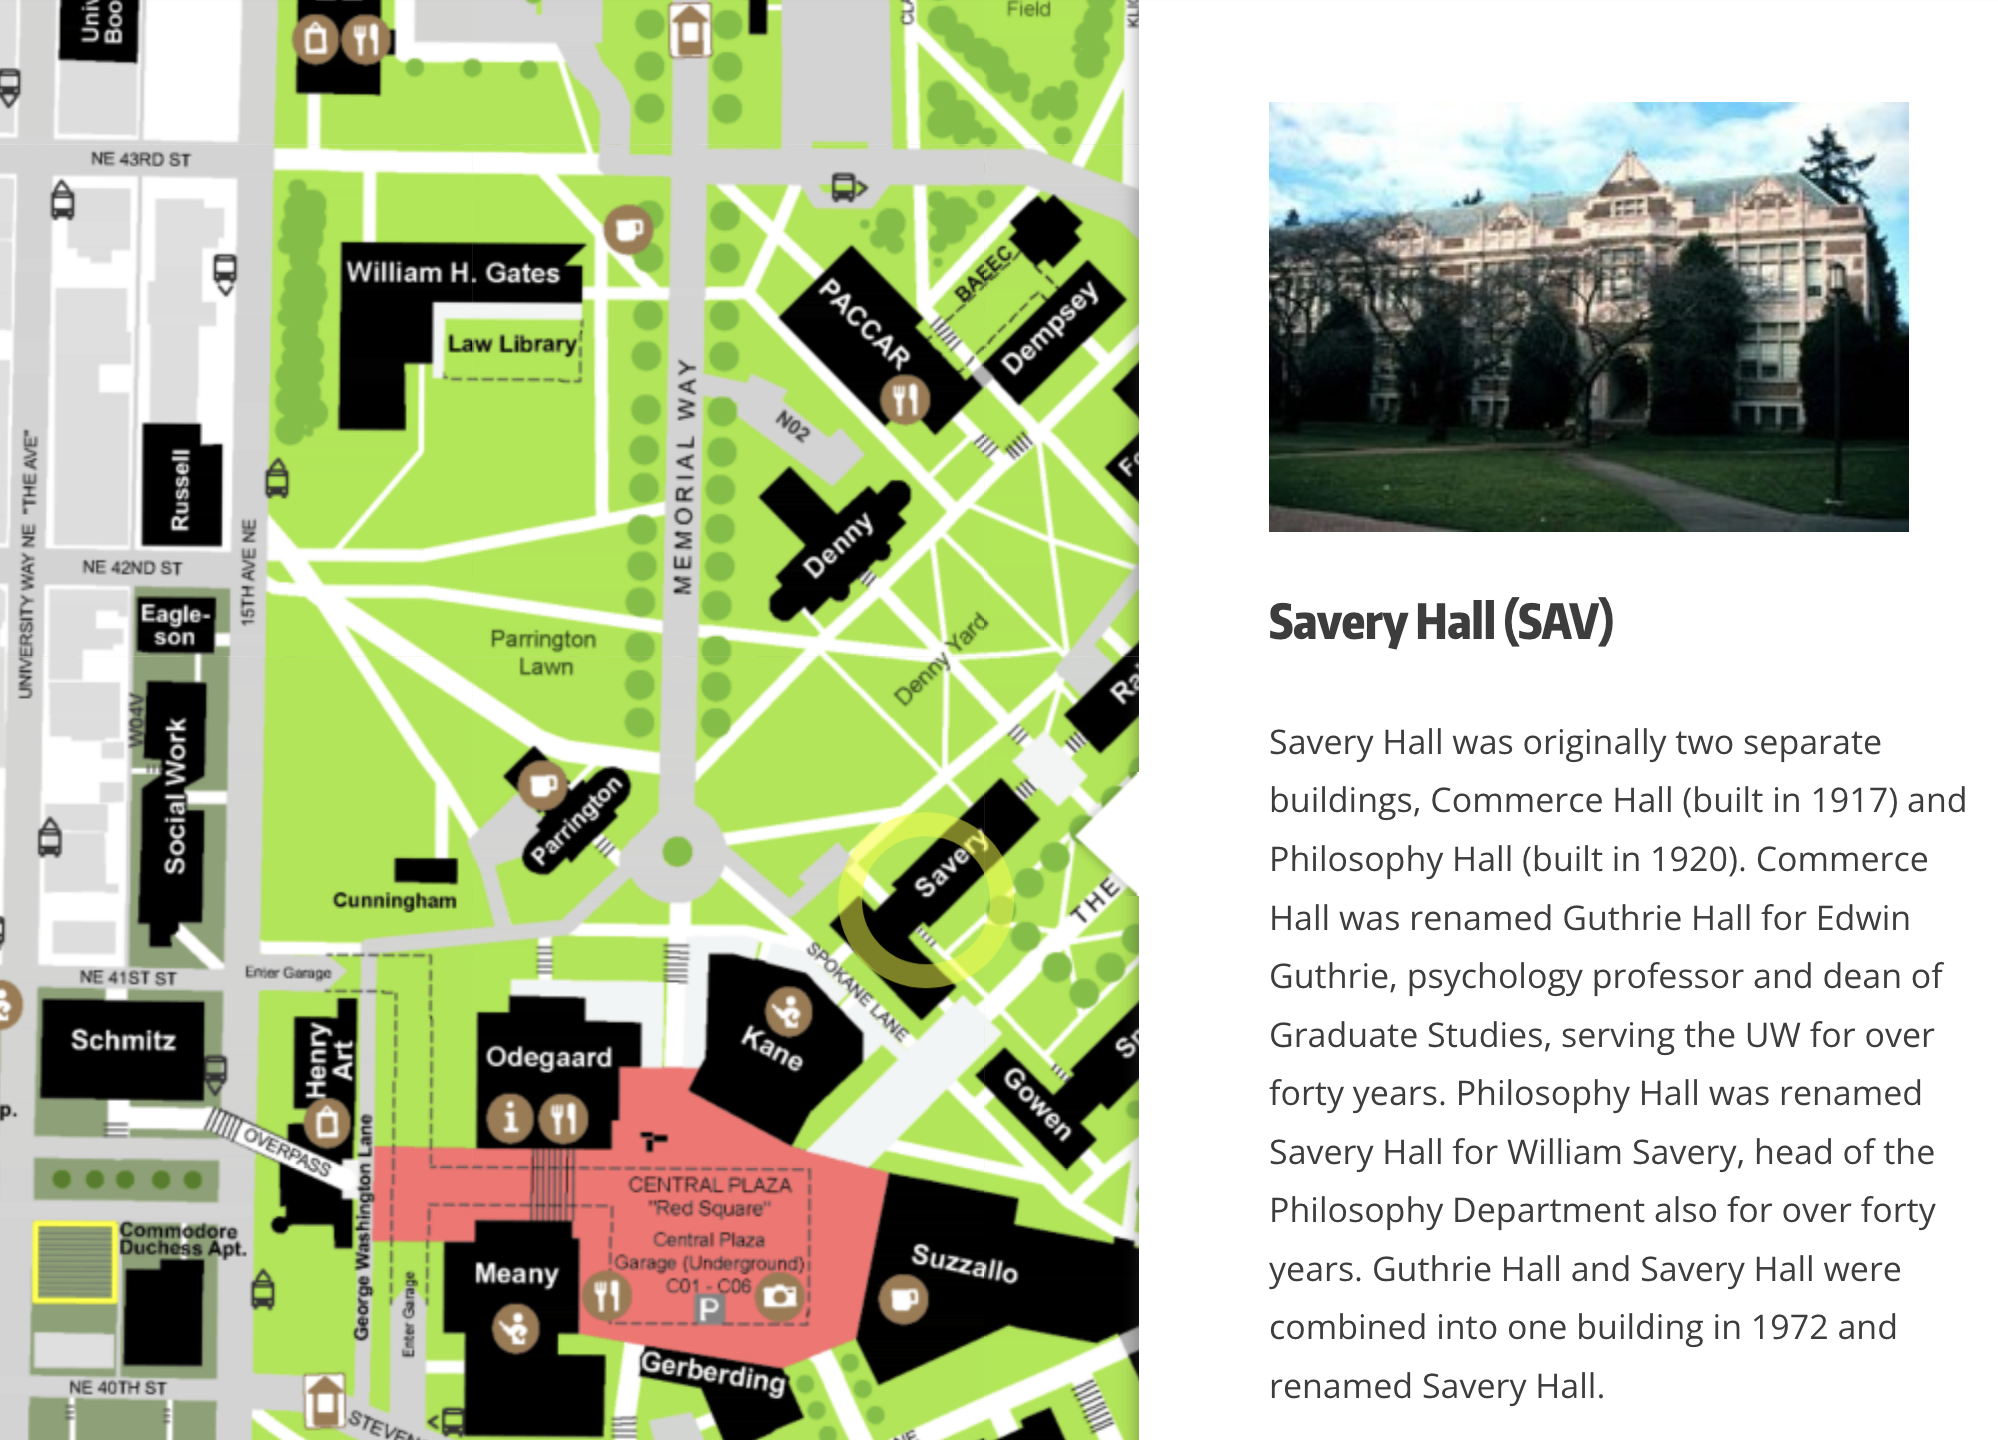 Field
NE 43RD ST
William H. Gates
Law Library
BAEEC
PACCAR
Dempsey
N02
MEMORIAL WAY
Russell
UNIVERSITY WAY NE "THE AVE"
15TH AVE NE
NE 42ND ST
Denny
Eagle-
son
Parrington
Lawn
Denny Yard
W04V
Social Work
Parrington
Savery
Cunningham
THE
SPOKANE LANE
NE 41ST ST
Enter Garage
Schmitz
Henry
Art
Odegaard
Kane
Gowen
OVERPASS
George Washington Lane
CENTRAL PLAZA
"Red Square"
Central Plaza
Garage (Underground)
C01 - C06
P
Commodore
Duchess Apt.
Meany
Suzzallo
Enter Garage
Gerberding
NE 40TH ST
Savery Hall (SAV)
Savery Hall was originally two separate
buildings, Commerce Hall (built in 1917) and
Philosophy Hall (built in 1920). Commerce
Hall was renamed Guthrie Hall for Edwin
Guthrie, psychology professor and dean of
Graduate Studies, serving the UW for over
forty years. Philosophy Hall was renamed
Savery Hall for William Savery, head of the
Philosophy Department also for over forty
years. Guthrie Hall and Savery Hall were
combined into one building in 1972 and
renamed Savery Hall.